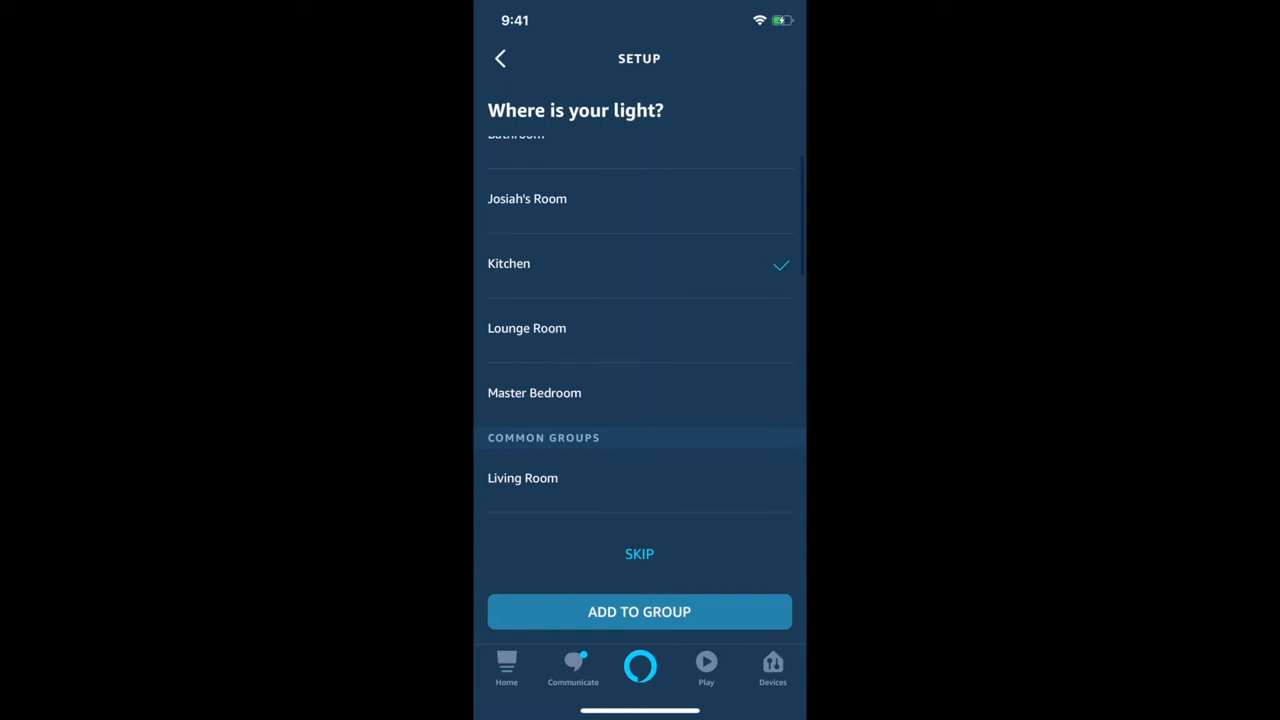 9:41
SETUP
Where is your light?
Bathroom
Josiah's Room
Kitchen
Lounge Room
Master Bedroom
COMMON GROUPS
Living Room
SKIP
ADD TO GROUP
Home
Communicate
Play
Devices